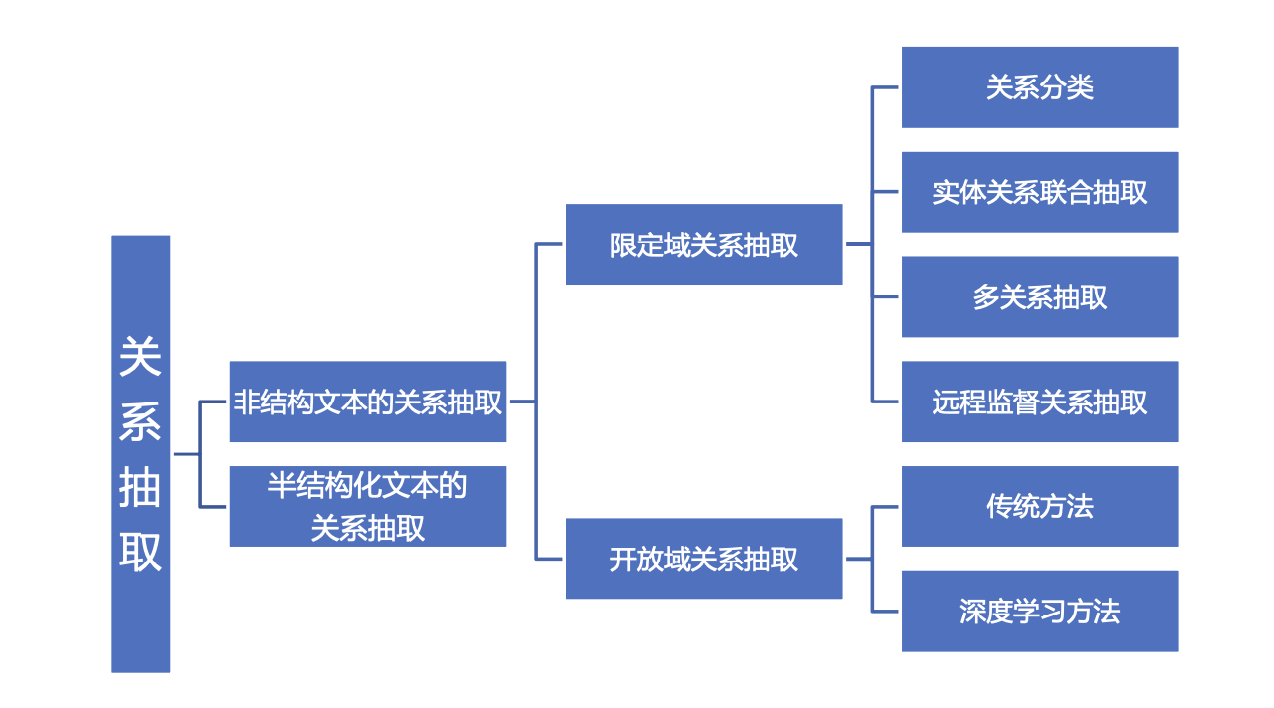 关系抽取
非结构文本的关系抽取
半结构化文本的
关系抽取
限定域关系抽取
开放域关系抽取
关系分类
实体关系联合抽取
多关系抽取
远程监督关系抽取
传统方法
深度学习方法